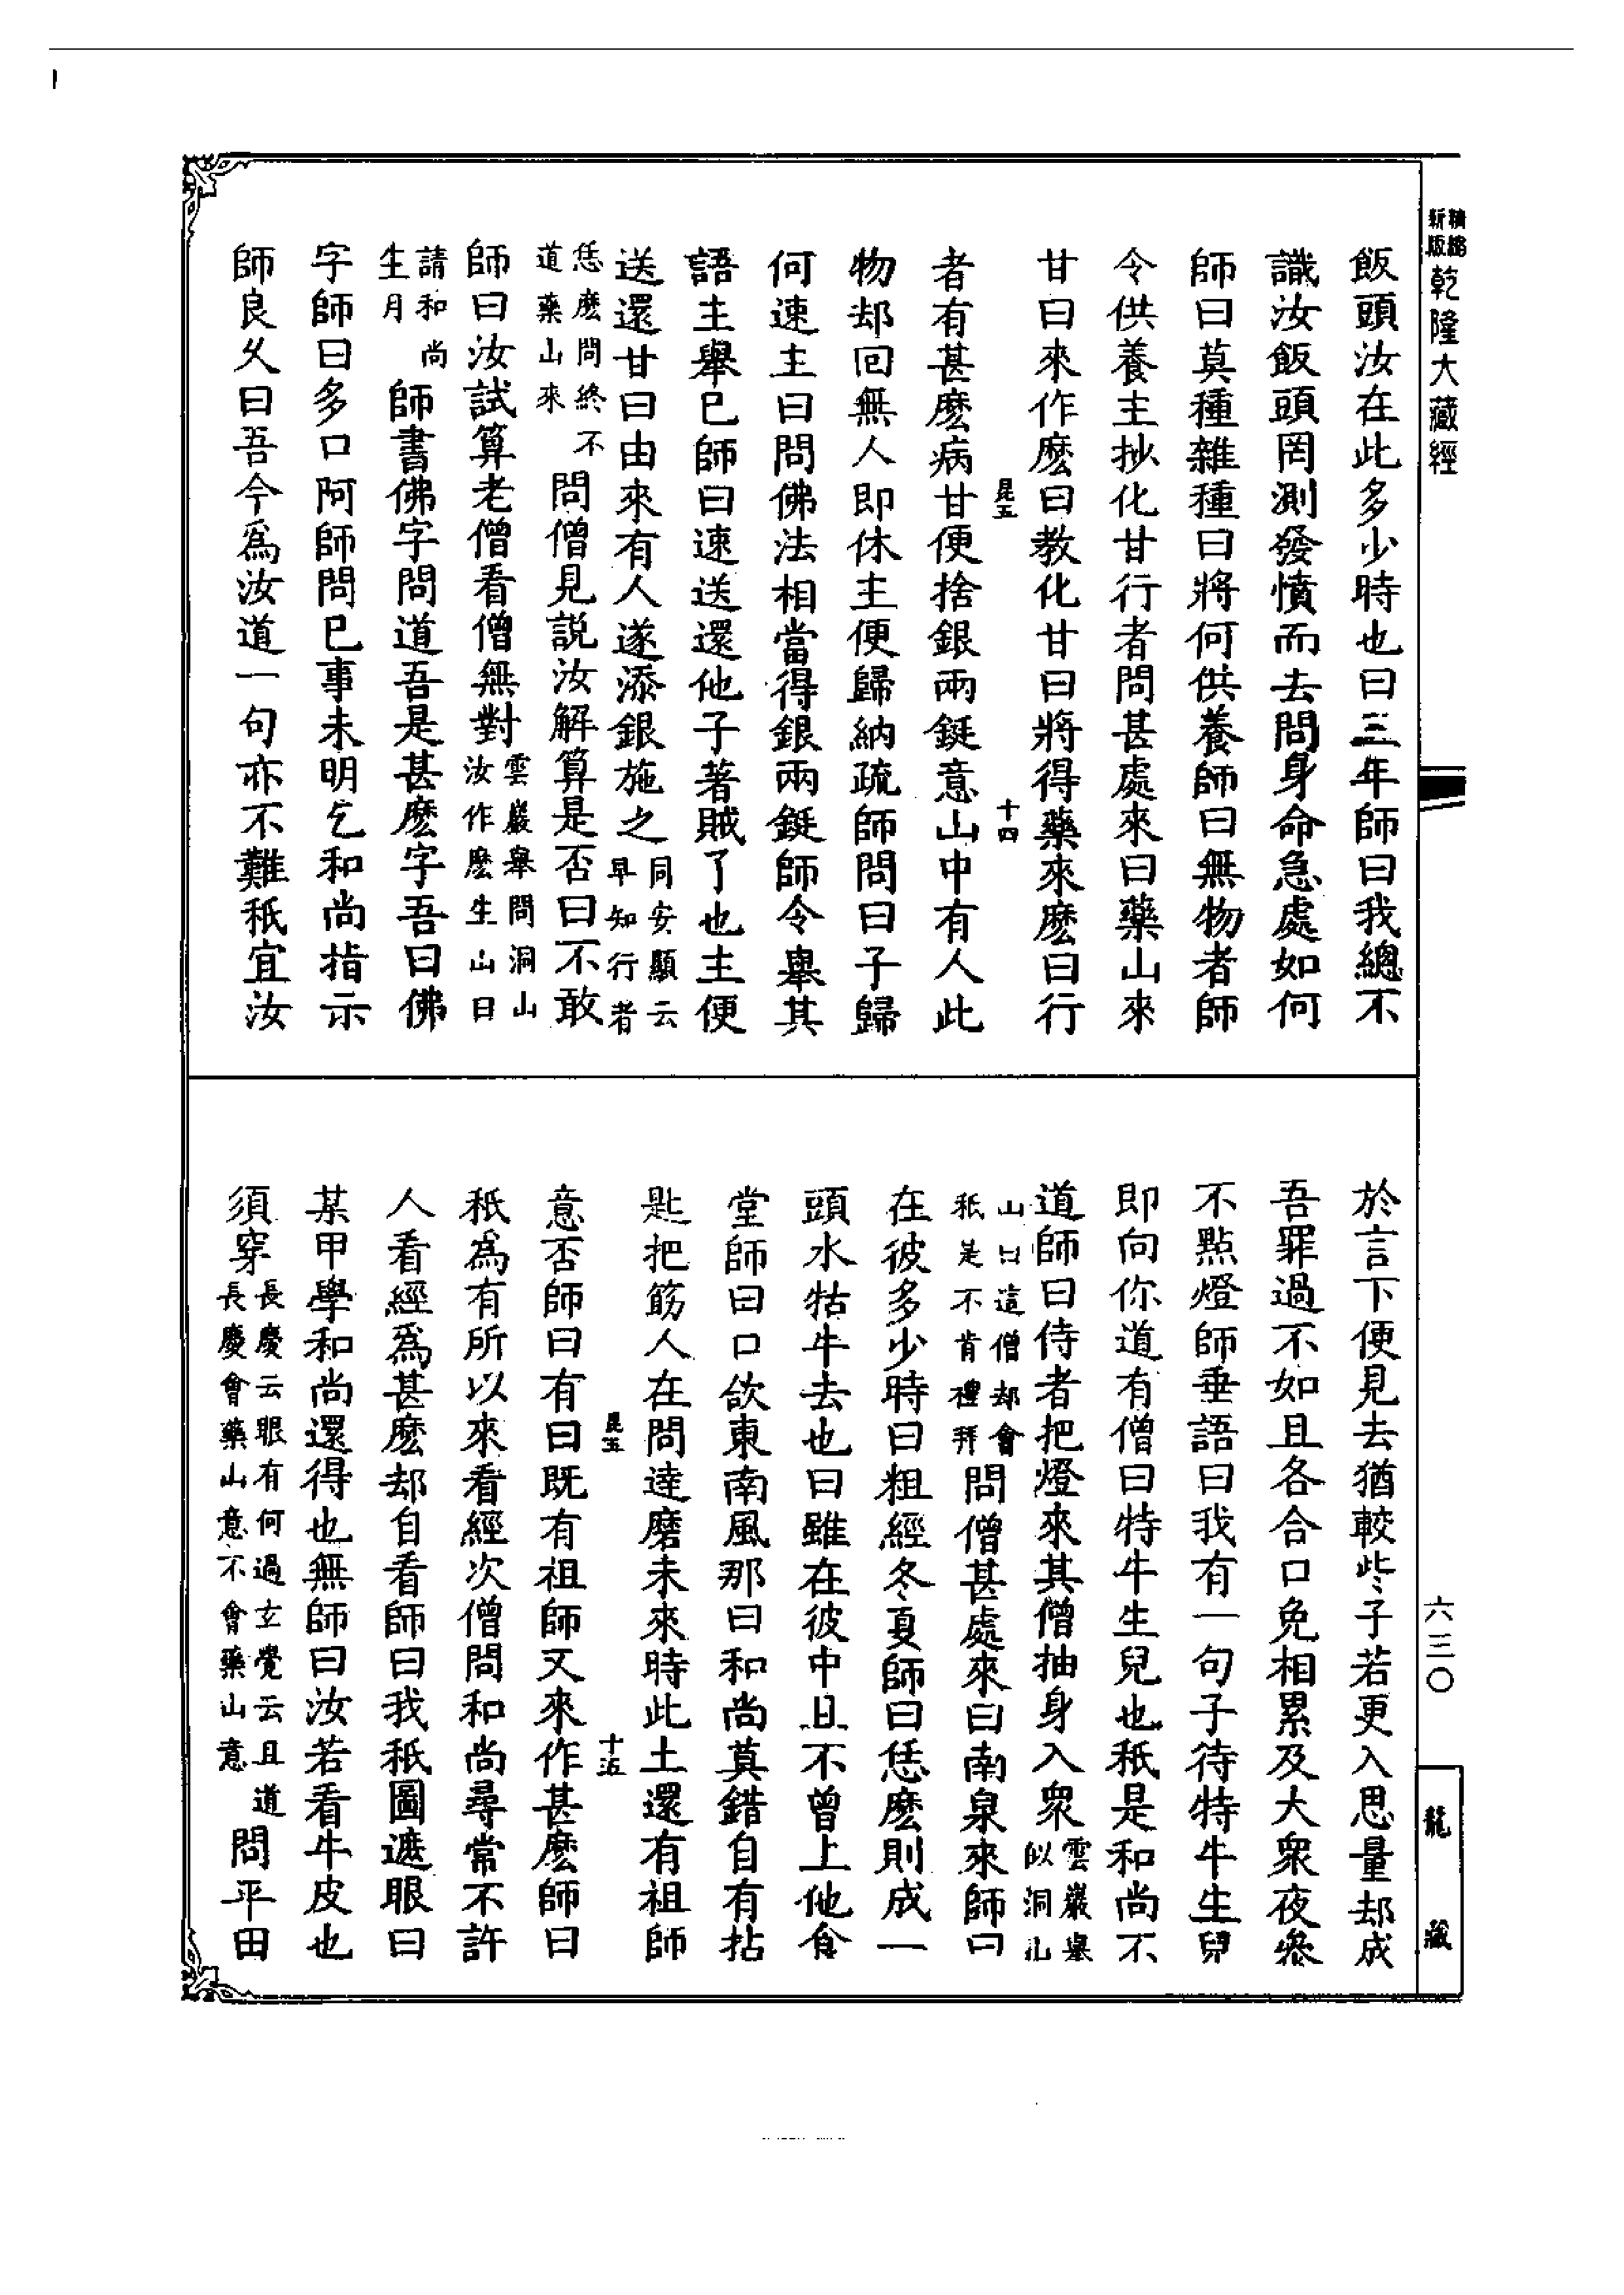 精縮新版乾隆大藏經
飯頭汝在此多少時也曰三年師曰我總不
識汝飯頭罔測發憤而去問身命急處如何
師曰莫種雜種曰將何供養師曰無物者師
令供養主抄化甘行者問甚處來曰藥山來
甘曰來作麽曰教化甘曰將得藥來麽曰行
昆五 十四
者有甚麽病甘便捨銀兩鋌意山中有人此
物却回無人即休主便歸納疏師問曰子歸
何速主曰問佛法相當得銀兩鋌師令舉其
語主舉已師曰速送還他子著賊了也主便
送還甘曰由來有人遂添銀施之同安顯云早知行者
恁麽問終不道藥山來問僧見説汝解算是否曰不敢
師曰汝試算老僧看僧無對雲巖舉問洞山汝作麽生山曰
請和尚生月師書佛字問道吾是甚麽字吾曰佛
字師曰多口阿師問已事未明乞和尚指示
師良久曰吾今爲汝道一句亦不難秖宜汝
於言下便見去猶較些子若更入思量却成
吾罪過不如且各合口免相累及大衆夜叅
不點燈師垂語曰我有一句子待特牛生兒
即向你道有僧曰特牛生兒也秖是和尚不
道師曰侍者把燈來其僧抽身入衆雲巖舉似洞山
山曰這僧却會秖是不肯禮拜問僧甚處來曰南泉來師曰
在彼多少時曰粗經冬夏師曰恁麽則成一
頭水牯牛去也曰雖在彼中且不曾上他食
堂師曰口欱東南風那曰和尚莫錯自有拈
匙把筯人在問達磨未來時此土還有祖師
昆五 十五
意否師曰有曰既有祖師又來作甚麽師曰
秖爲有所以來看經次僧問和尚尋常不許
人看經爲甚麽却自看師曰我秖圖遮眼曰
某甲學和尚還得也無師曰汝若看牛皮也
須穿長慶云眼有何過玄覺云且道長慶會藥山意不會藥山意問平田
六三〇
龍藏